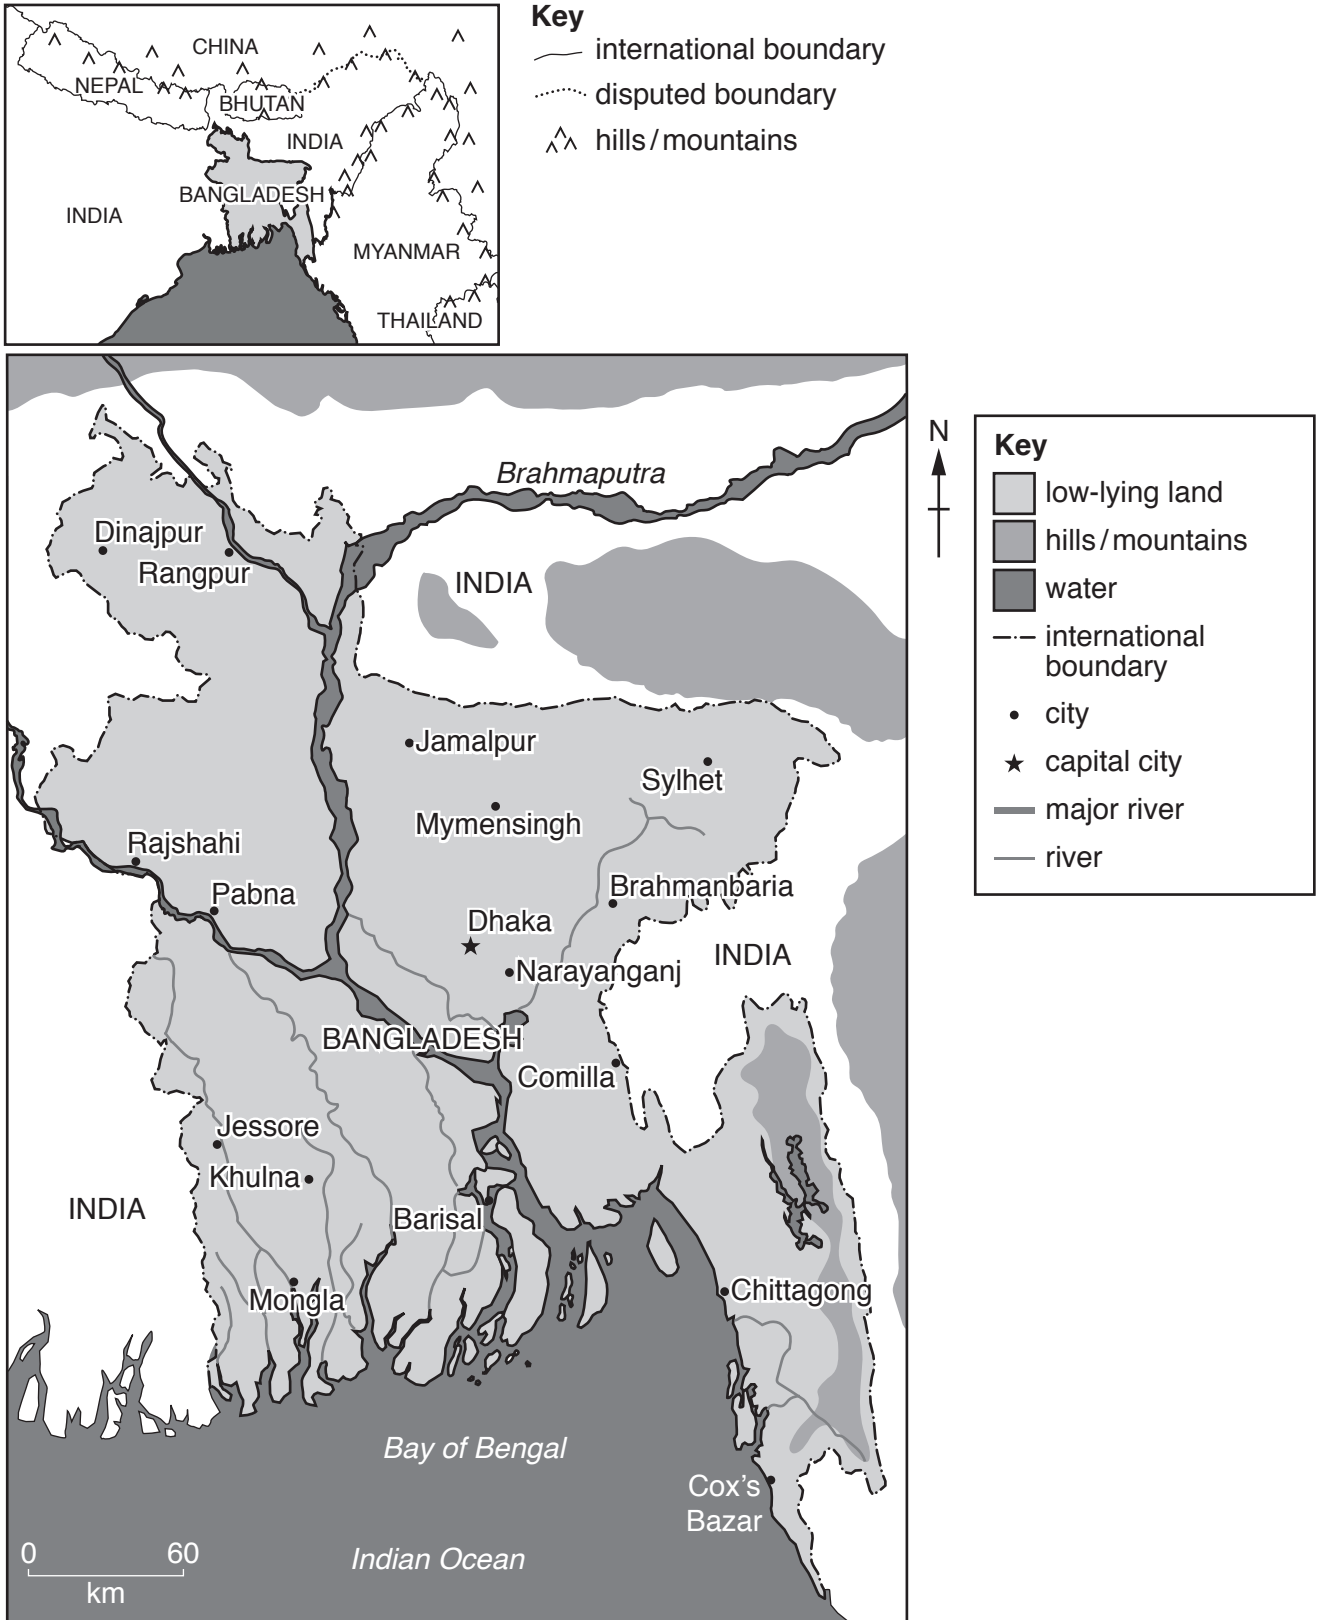 Key
international boundary
disputed boundary
hills / mountains
CHINA
NEPAL
BHUTAN
INDIA
BANGLADESH
INDIA
MYANMAR
THAILAND
N
Key
low-lying land
hills / mountains
water
international
boundary
city
capital city
major river
river
Brahmaputra
Dinajpur
Rangpur
INDIA
Jamalpur
Sylhet
Mymensingh
Rajshahi
Pabna
Brahmanbaria
Dhaka
INDIA
Narayanganj
BANGLADESH
Comilla
Jessore
Khulna
INDIA
Barisal
Mongla
Chittagong
Bay of Bengal
Cox's
Bazar
0 60
km
Indian Ocean